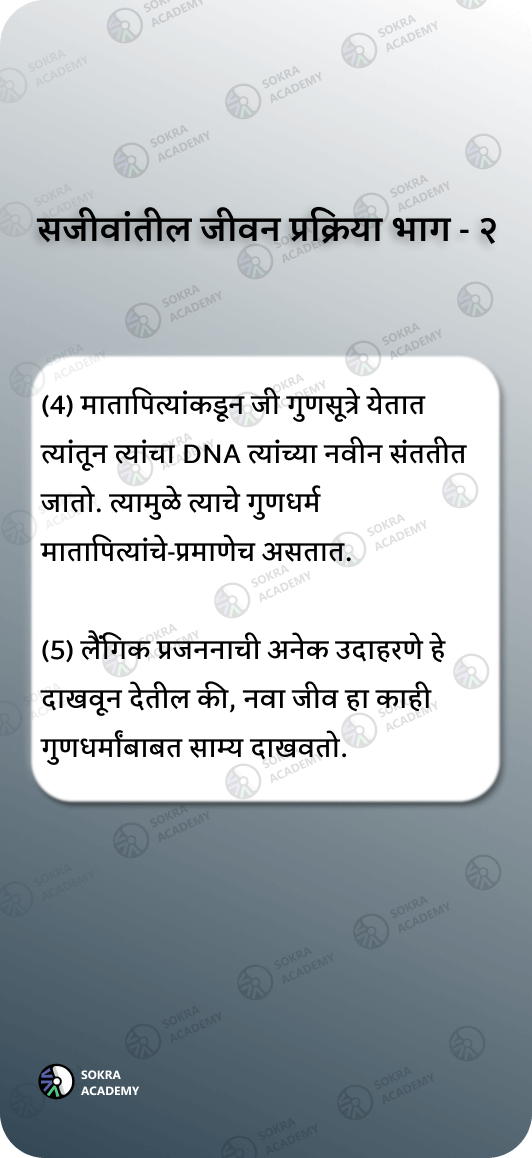 सजीवांतील जीवन प्रक्रिया भाग - २
(4) मातापित्यांकडून जी गुणसूत्रे येतात
त्यांतून त्यांचा DNA त्यांच्या नवीन संततीत
जातो. त्यामुळे त्याचे गुणधर्म
मातापित्यांचे-प्रमाणेच असतात.
(5) लैंगिक प्रजननाची अनेक उदाहरणे हे
दाखवून देतील की, नवा जीव हा काही
गुणधर्मांबाबत साम्य दाखवतो.
SOKRA
ACADEMY